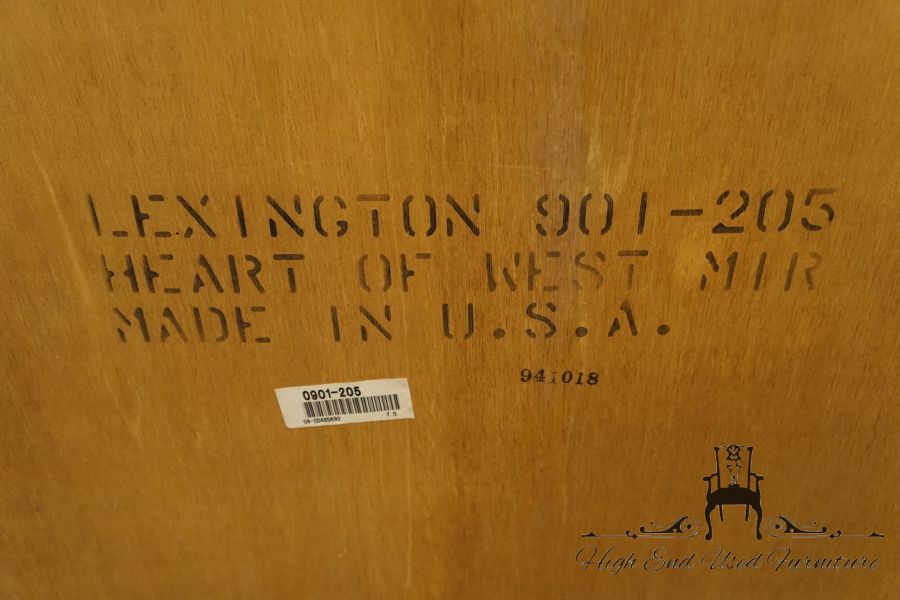 LEXINGTON 901-205
HEART OF WEST MIR
MADE IN U.S.A.
941018
0901-205
04-00485692 7.0
High End Used Furniture